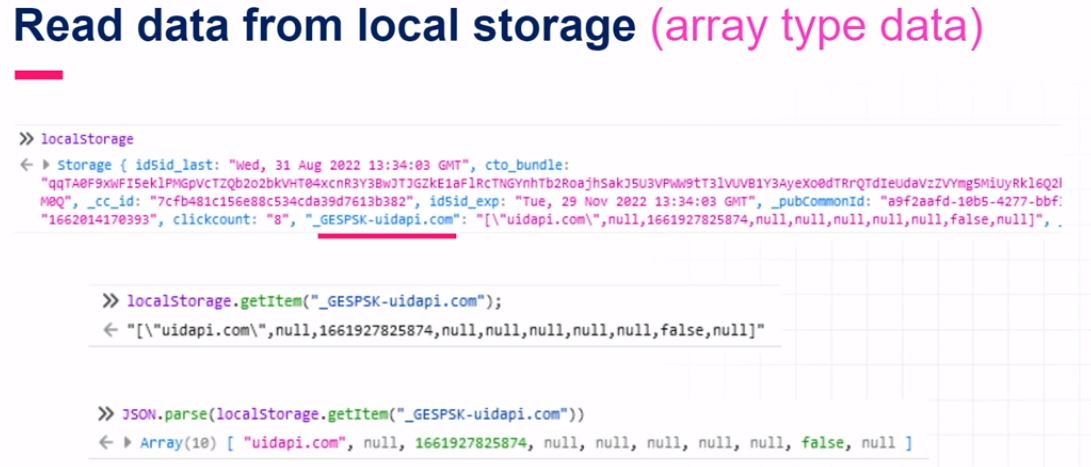 Read data from local storage (array type data)
» localStorage
← ▶ Storage { id5id_last: "Wed, 31 Aug 2022 13:34:03 GMT", cto_bundle:
M0Q", _cc_id: "7cfb481c156e88c534cda39d7613b382", id5id_exp: "Tue, 29 Nov 2022 13:34:03 GMT", _pubCommonId: "a9f2aafd-10b5-4277-bbf
"1662014170393", clickcount: "8", "_GESPSK-uidapi.com": "[\"uidapi.com\",null,1661927825874,null,null,null,null,null,false,null]",
» localStorage.getItem("_GESPSK-uidapi.com");
← "[\"uidapi.com\",null,1661927825874,null,null,null,null,null,false,null]"
» JSON.parse(localStorage.getItem("_GESPSK-uidapi.com"))
← ▶ Array(10) [ "uidapi.com", null, 1661927825874, null, null, null, null, null, false, null ]